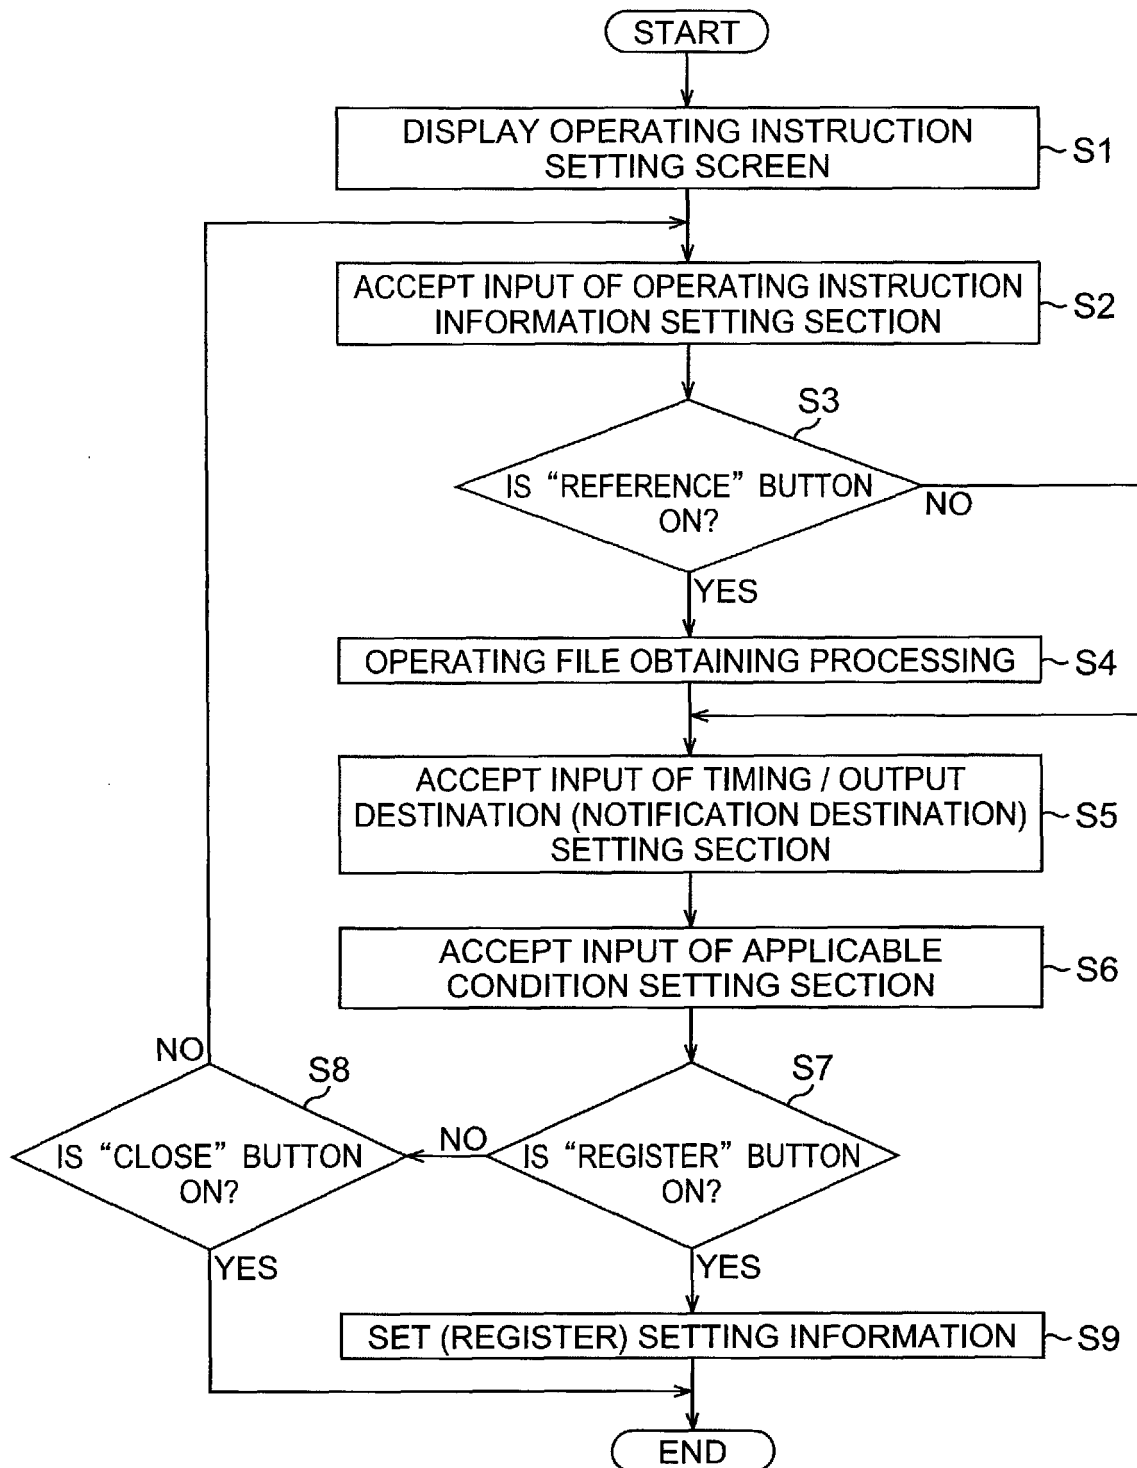 START
DISPLAY OPERATING INSTRUCTION
SETTING SCREEN
S1
ACCEPT INPUT OF OPERATING INSTRUCTION
INFORMATION SETTING SECTION
S2
S3
IS “REFERENCE” BUTTON
ON?
NO
YES
OPERATING FILE OBTAINING PROCESSING
S4
ACCEPT INPUT OF TIMING / OUTPUT
DESTINATION (NOTIFICATION DESTINATION)
SETTING SECTION
S5
ACCEPT INPUT OF APPLICABLE
CONDITION SETTING SECTION
S6
S7
IS “REGISTER” BUTTON
ON?
NO
YES
S8
IS “CLOSE” BUTTON
ON?
NO
YES
SET (REGISTER) SETTING INFORMATION
S9
END